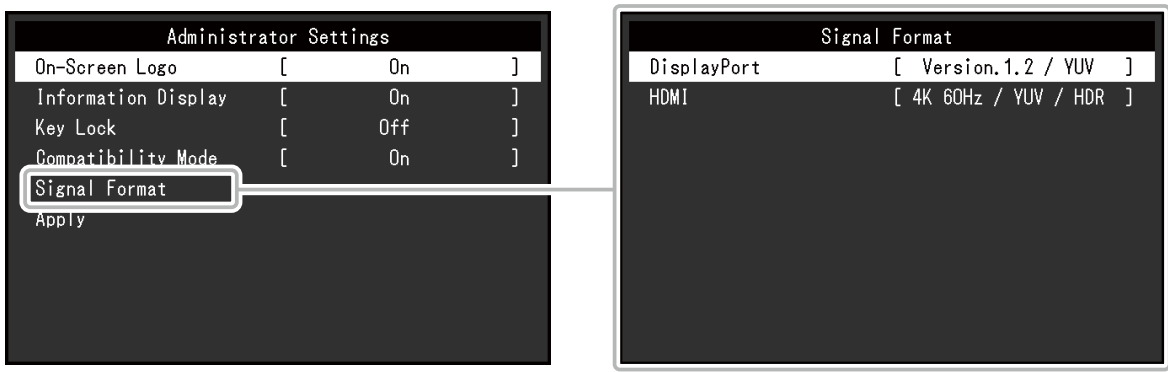 Administrator Settings
On-Screen Logo [ On ]
Information Display [ On ]
Key Lock [ Off ]
Compatibility Mode [ On ]
Signal Format
Apply
Signal Format
DisplayPort [ Version.1.2 / YUV ]
HDMI [ 4K 60Hz / YUV / HDR ]